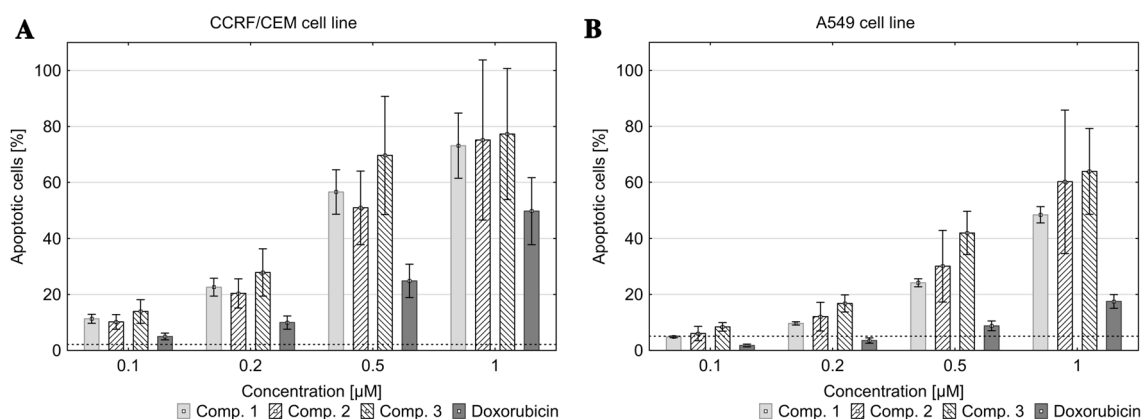 A
CCRF/CEM cell line
Apoptotic cells [%]
100
80
60
40
20
0
0.1 0.2 0.5 1
Concentration [µM]
Comp. 1 Comp. 2 Comp. 3 Doxorubicin
B
A549 cell line
Apoptotic cells [%]
100
80
60
40
20
0
0.1 0.2 0.5 1
Concentration [µM]
Comp. 1 Comp. 2 Comp. 3 Doxorubicin